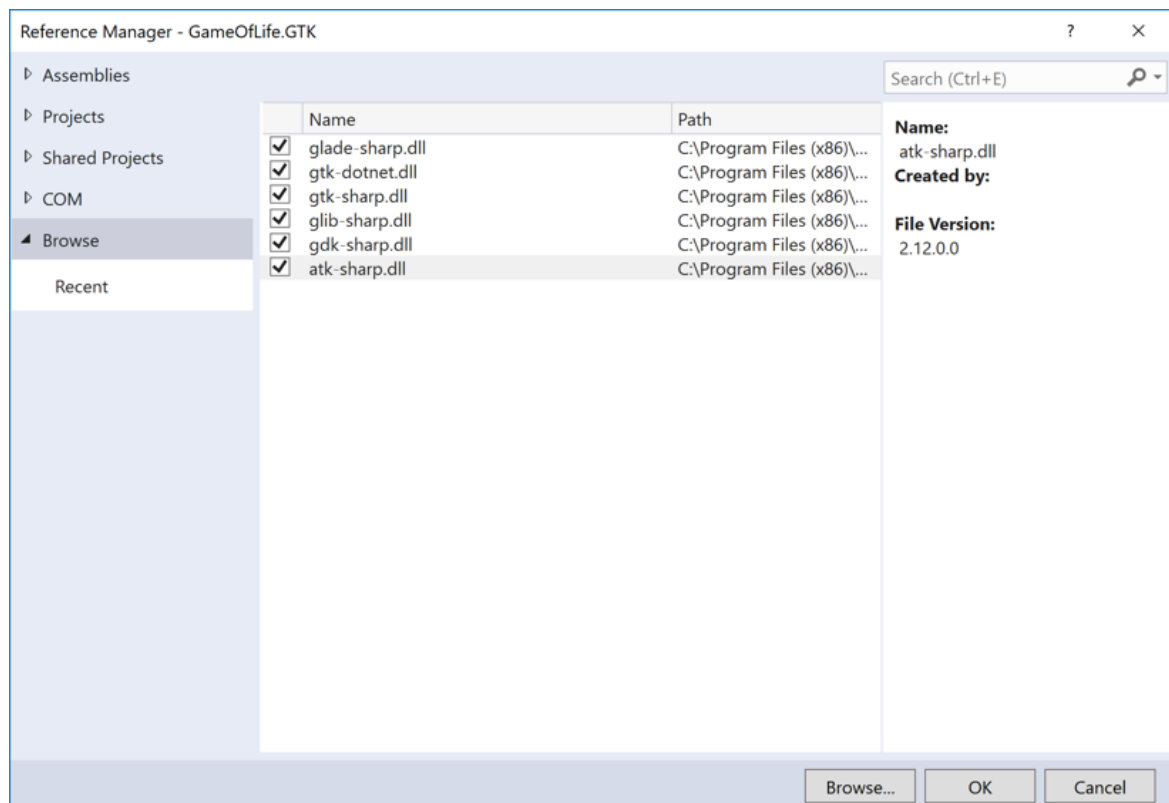 Reference Manager - GameOfLife.GTK ? ×
Assemblies
Projects
Shared Projects
COM
Browse
Recent
Search (Ctrl+E)
Name Path
glade-sharp.dll C:\Program Files (x86)\...
gtk-dotnet.dll C:\Program Files (x86)\...
gtk-sharp.dll C:\Program Files (x86)\...
glib-sharp.dll C:\Program Files (x86)\...
gdk-sharp.dll C:\Program Files (x86)\...
atk-sharp.dll C:\Program Files (x86)\...
Name:
atk-sharp.dll
Created by:
File Version:
2.12.0.0
Browse... OK Cancel